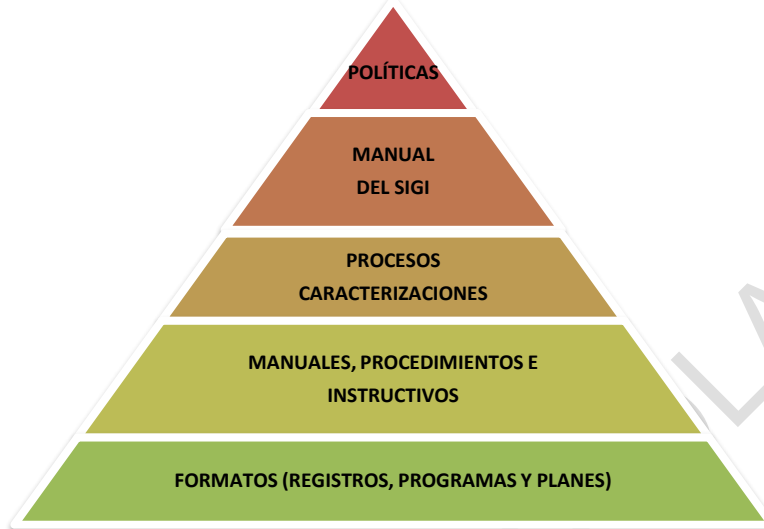 POLÍTICAS
MANUAL
DEL SIGI
PROCESOS
CARACTERIZACIONES
MANUALES, PROCEDIMIENTOS E
INSTRUCTIVOS
FORMATOS (REGISTROS, PROGRAMAS Y PLANES)